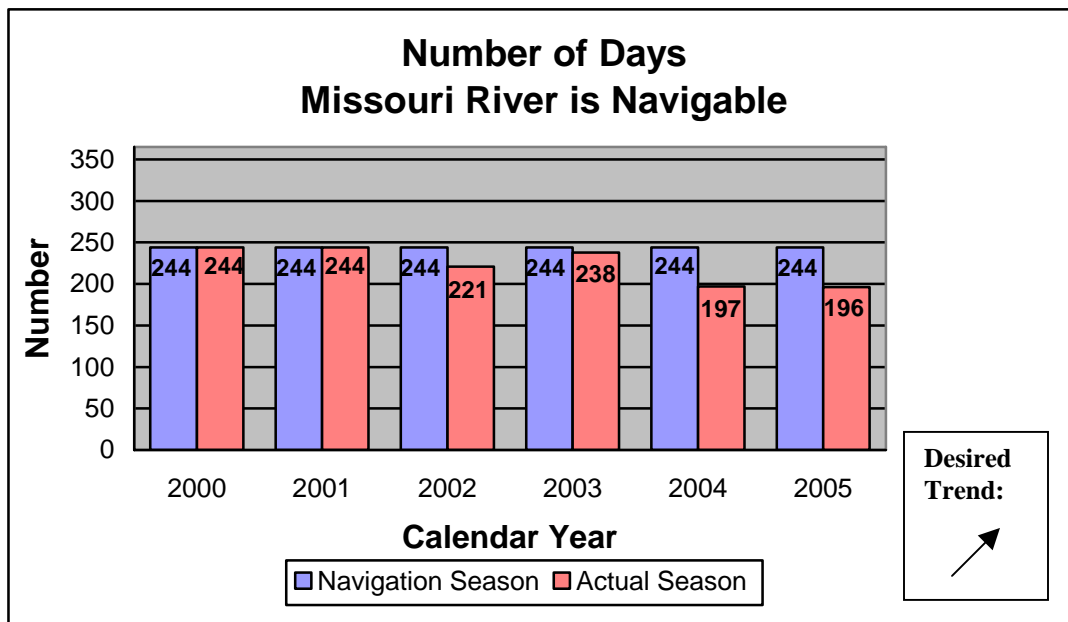 Number of Days
Missouri River is Navigable
350
300
250
200
150
100
50
0
Number
244 244 244 244 244 221 244 238 244 197 244 196
2000 2001 2002 2003 2004 2005
Calendar Year
Navigation Season Actual Season
Desired
Trend: